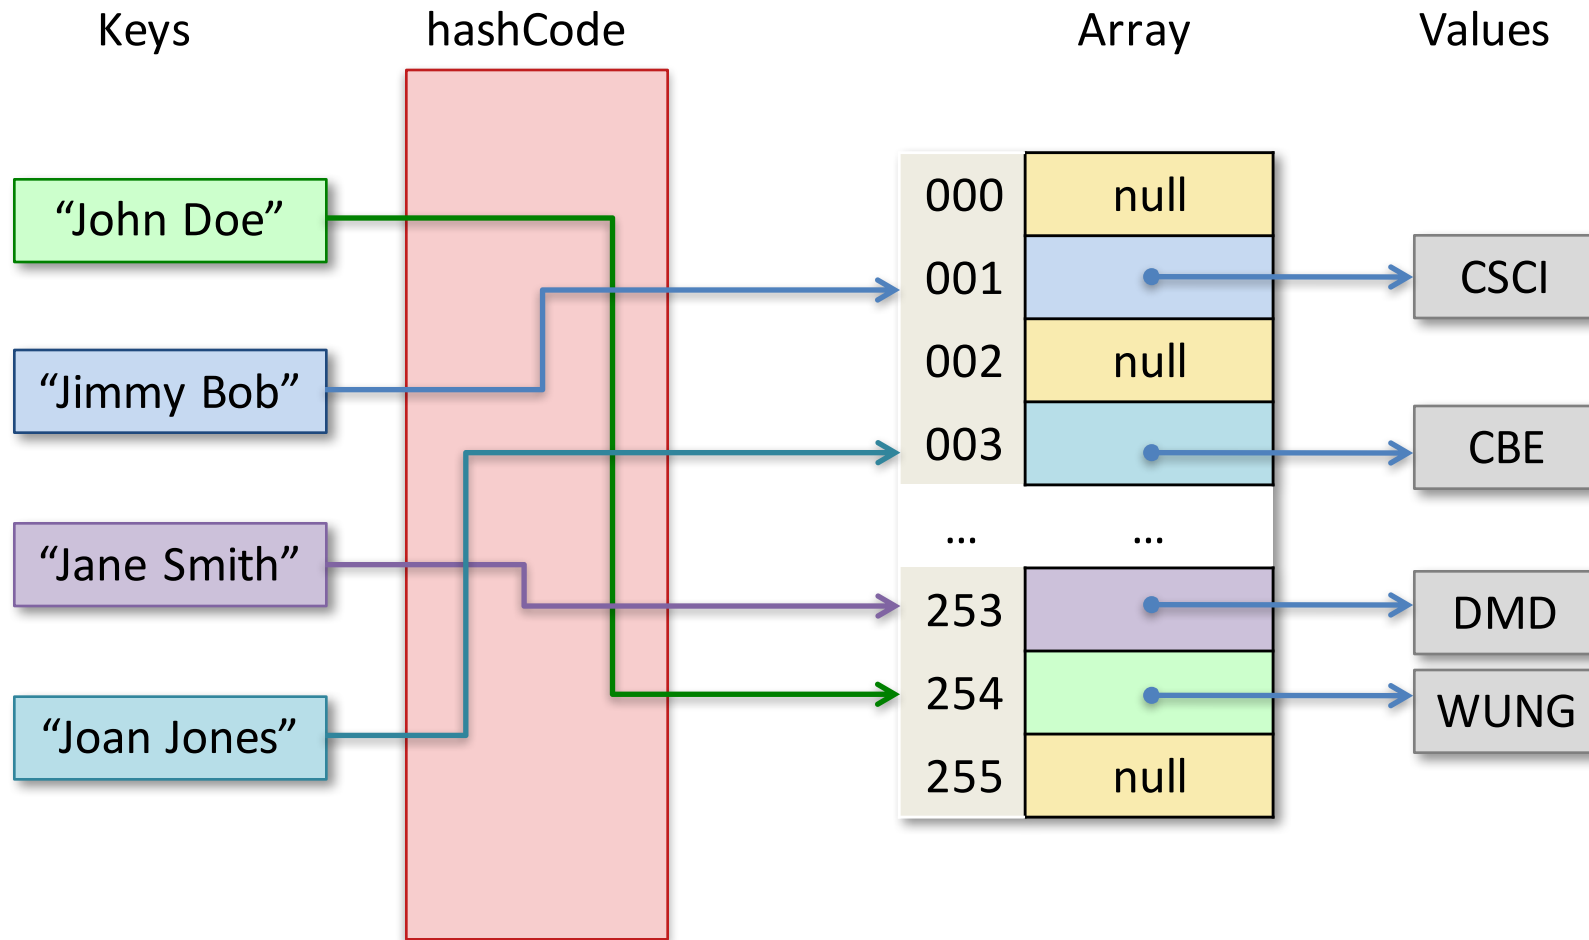 Keys hashCode Array Values
“John Doe”
“Jimmy Bob”
“Jane Smith”
“Joan Jones”
000 null
001
002 null
003
... ...
253
254
255 null
CSCI
CBE
DMD
WUNG